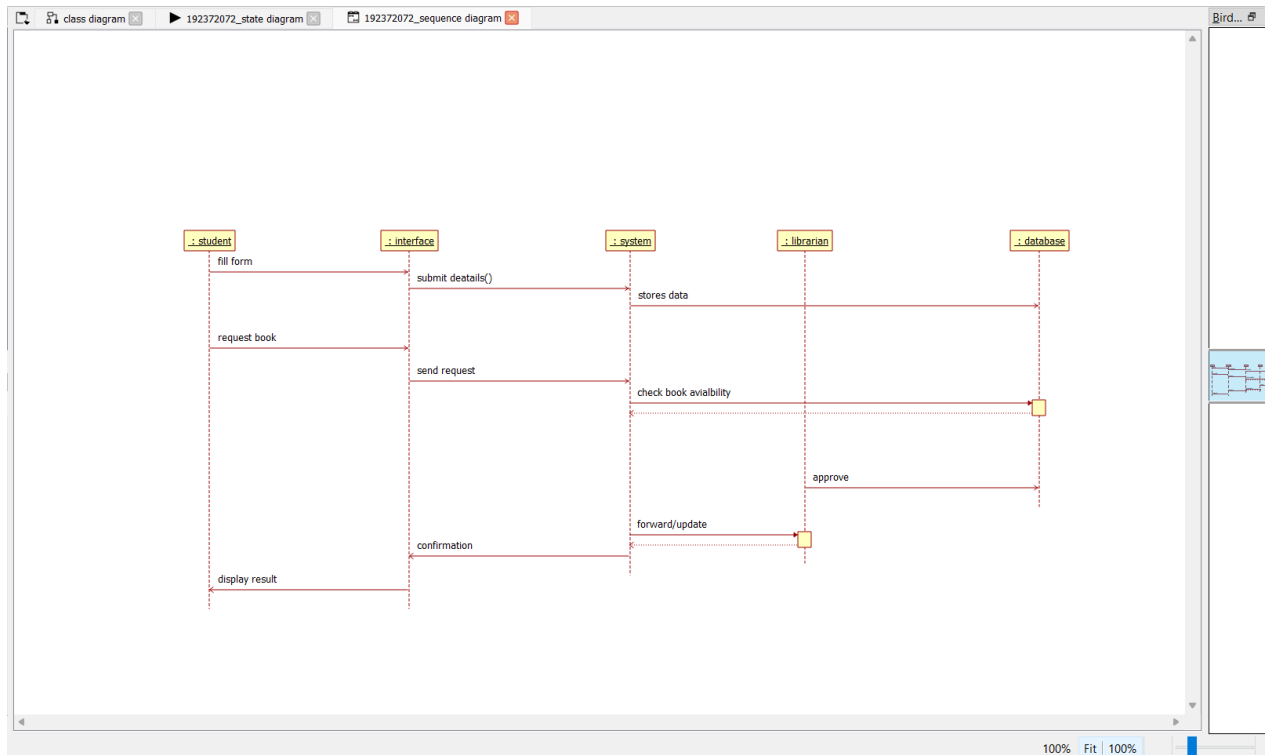 class diagram
192372072_state diagram
192372072_sequence diagram
Bird...
: student
: interface
: system
: librarian
: database
fill form
submit deatails()
stores data
request book
send request
check book avialbility
approve
forward/update
confirmation
display result
100% Fit 100%